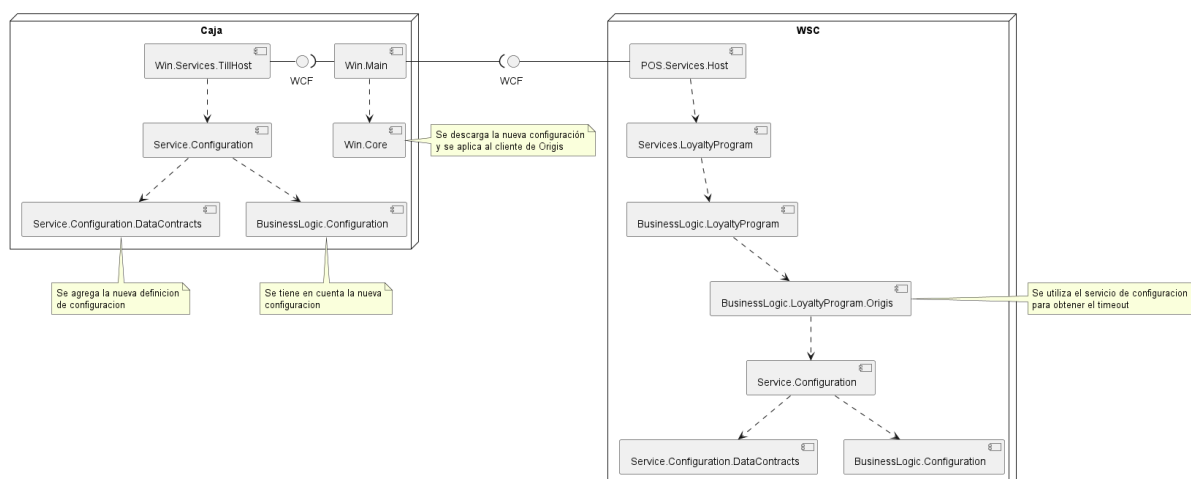 Caja
Win.Services.TillHost
WCF
Win.Main
Service.Configuration
Win.Core
Se descarga la nueva configuración
y se aplica al cliente de Origis
Service.Configuration.DataContracts
BusinessLogic.Configuration
Se agrega la nueva definicion
de configuracion
Se tiene en cuenta la nueva
configuracion
WCF
WSC
POS.Services.Host
Services.LoyaltyProgram
BusinessLogic.LoyaltyProgram
BusinessLogic.LoyaltyProgram.Origis
Se utiliza el servicio de configuracion
para obtener el timeout
Service.Configuration
Service.Configuration.DataContracts
BusinessLogic.Configuration